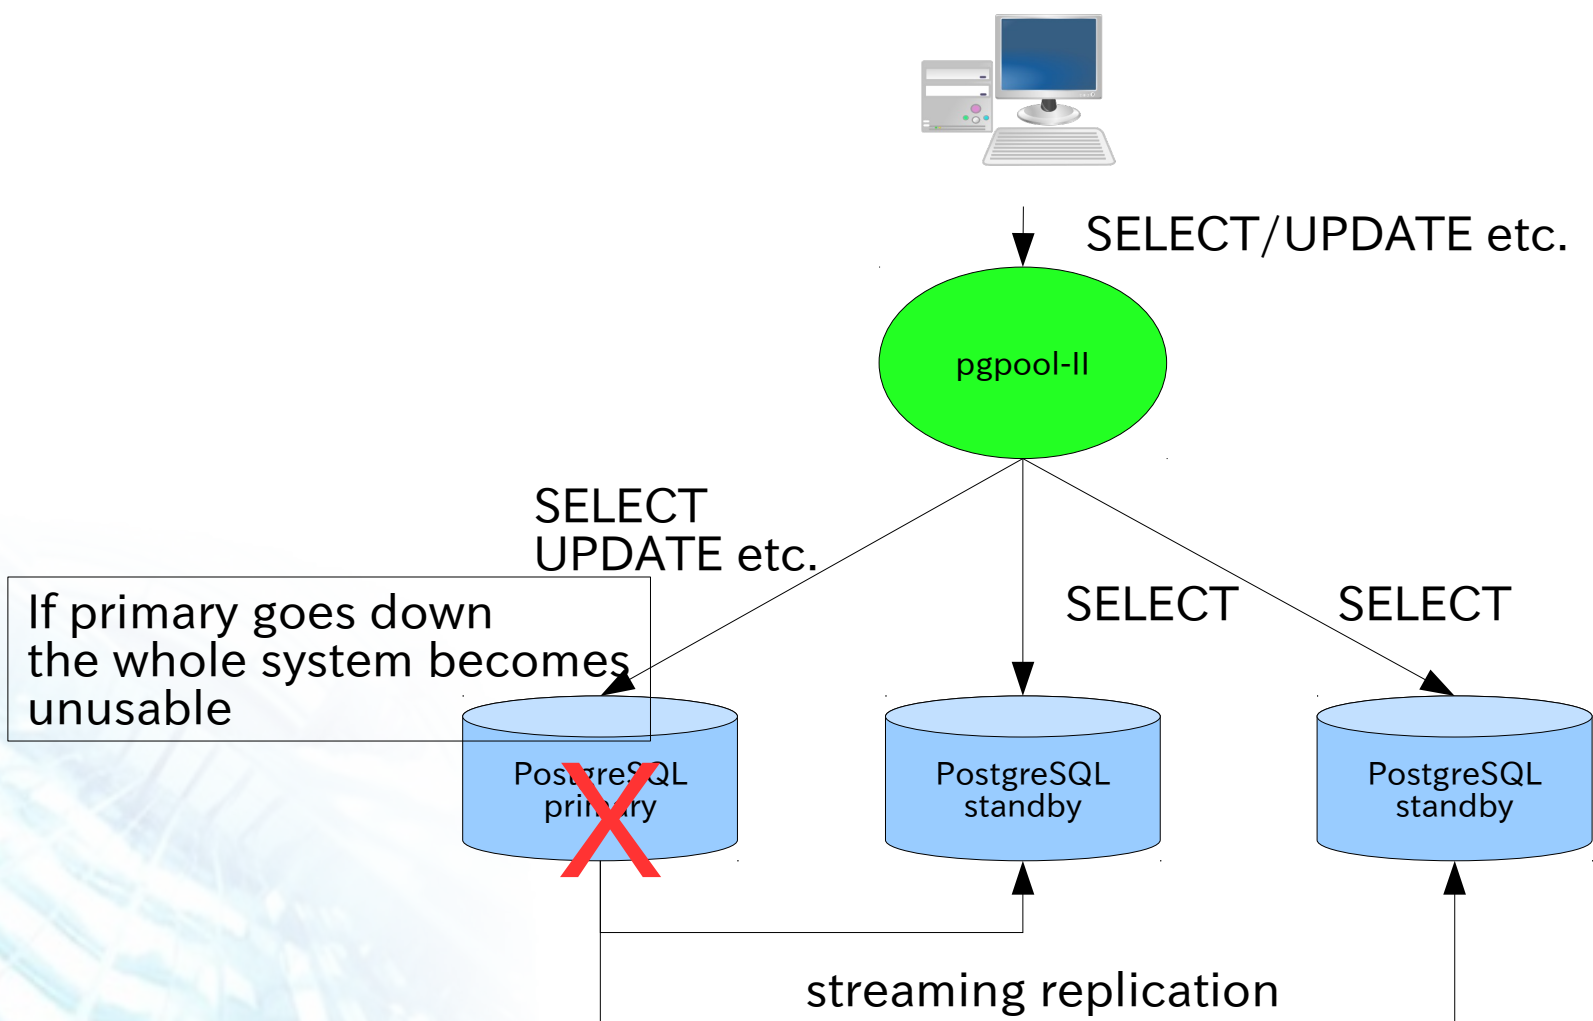 SELECT/UPDATE etc.
pgpool-II
SELECT
UPDATE etc.
SELECT
SELECT
If primary goes down
the whole system becomes
unusable
PostgreSQL
primary
X
PostgreSQL
standby
PostgreSQL
standby
streaming replication